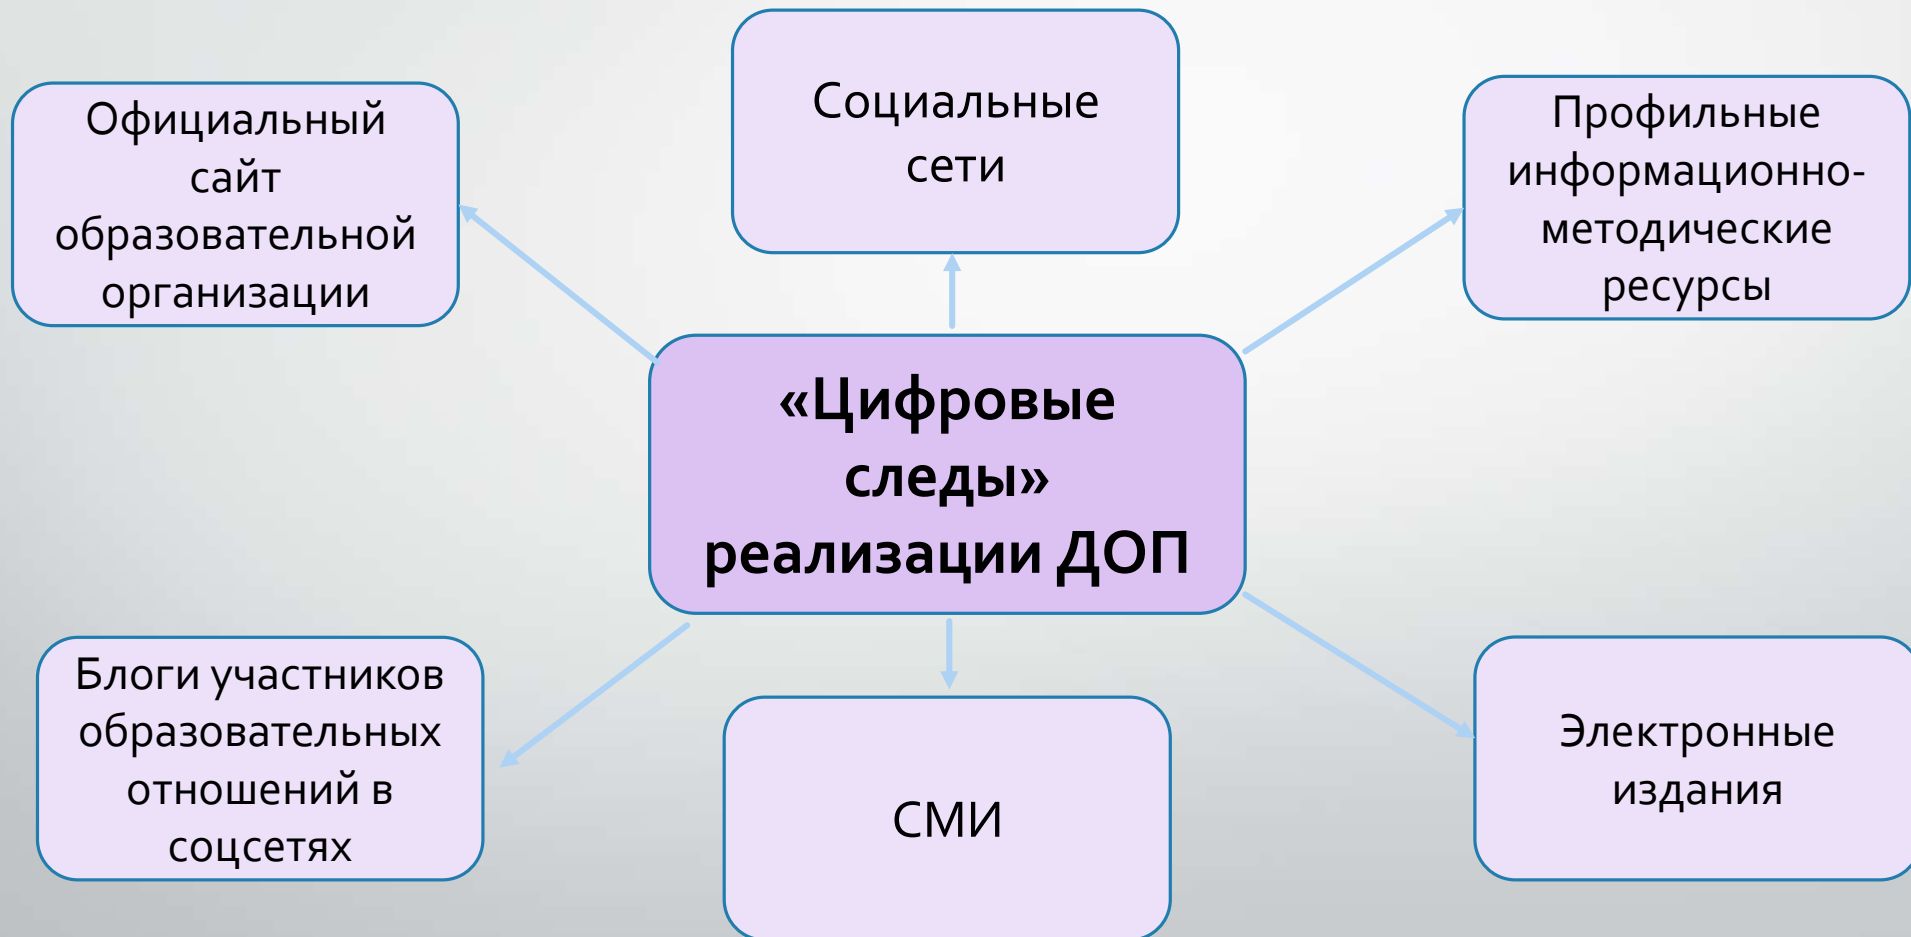 Официальный
сайт
образовательной
организации
Социальные
сети
Профильные
информационно-
методические
ресурсы
«Цифровые
следы»
реализации ДОП
Блоги участников
образовательных
отношений в
соцсетях
СМИ
Электронные
издания